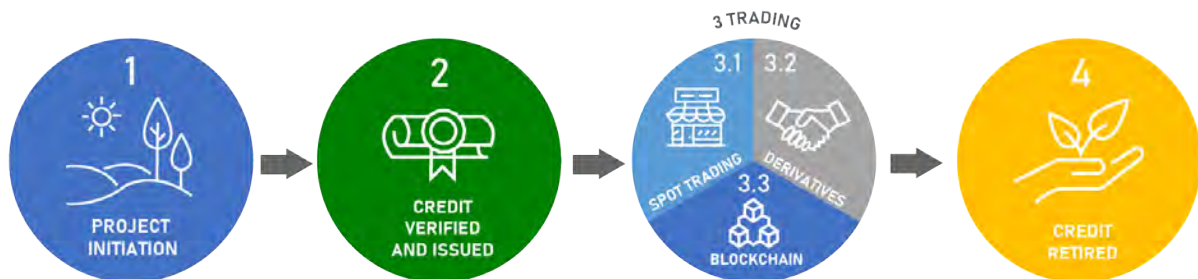 1
PROJECT
INITIATION
2
CREDIT
VERIFIED
AND ISSUED
3 TRADING
3.1
SPOT TRADING
3.2
DERIVATIVES
3.3
BLOCKCHAIN
4
CREDIT
RETIRED